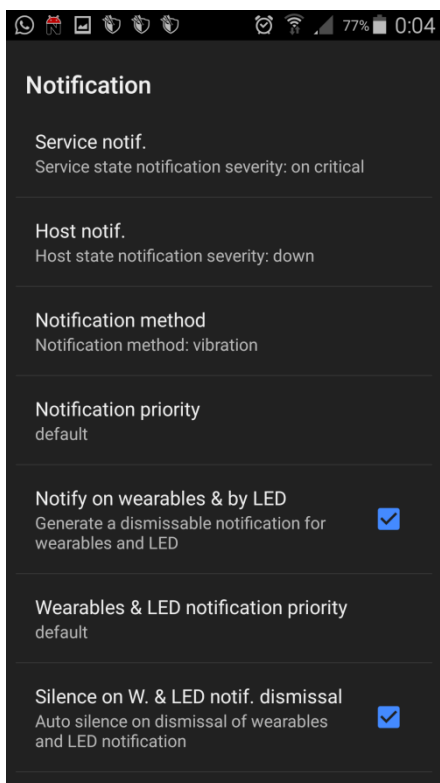 77% 0:04
Notification
Service notif.
Service state notification severity: on critical
Host notif.
Host state notification severity: down
Notification method
Notification method: vibration
Notification priority
default
Notify on wearables & by LED
Generate a dismissable notification for
wearables and LED
Wearables & LED notification priority
default
Silence on W. & LED notif. dismissal
Auto silence on dismissal of wearables
and LED notification